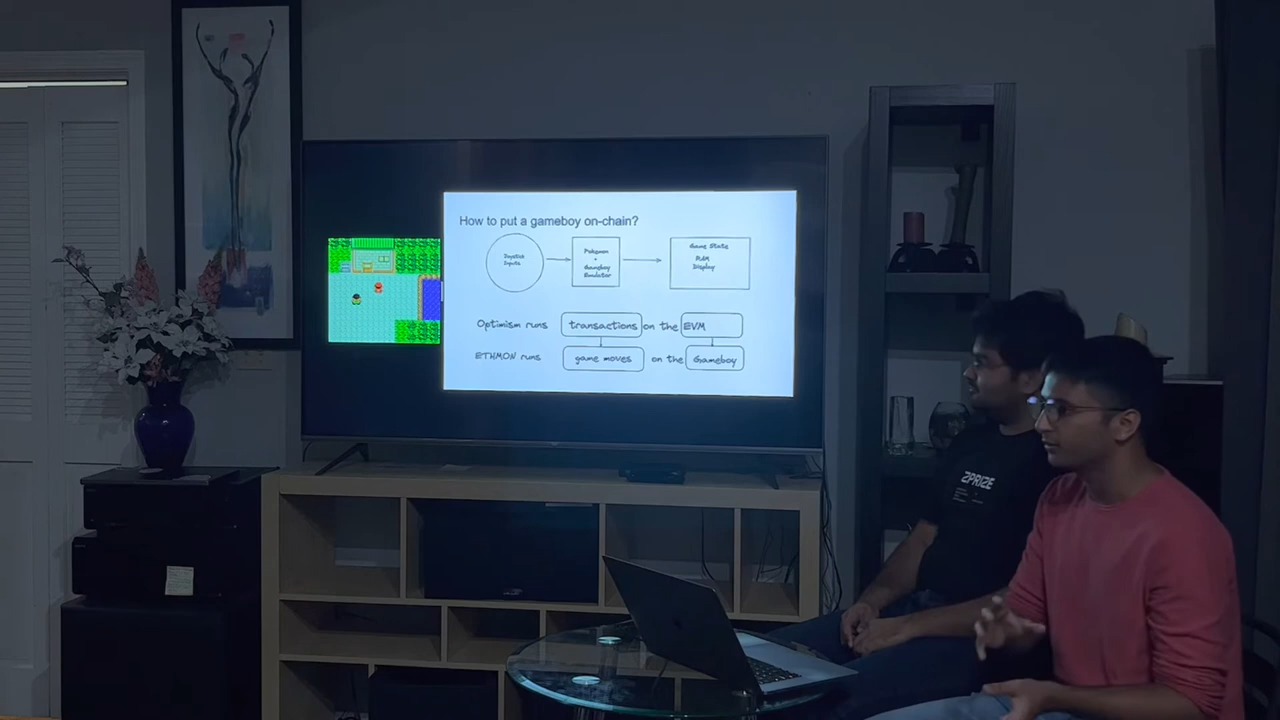 How to put a gameboy on-chain?
Joystick
Inputs
Pokemon
+
Gameboy
Emulator
Game State
RAM
Display
Optimism runs transactions on the EVM
ETHMON runs game moves on the Gameboy
ZPRIZE